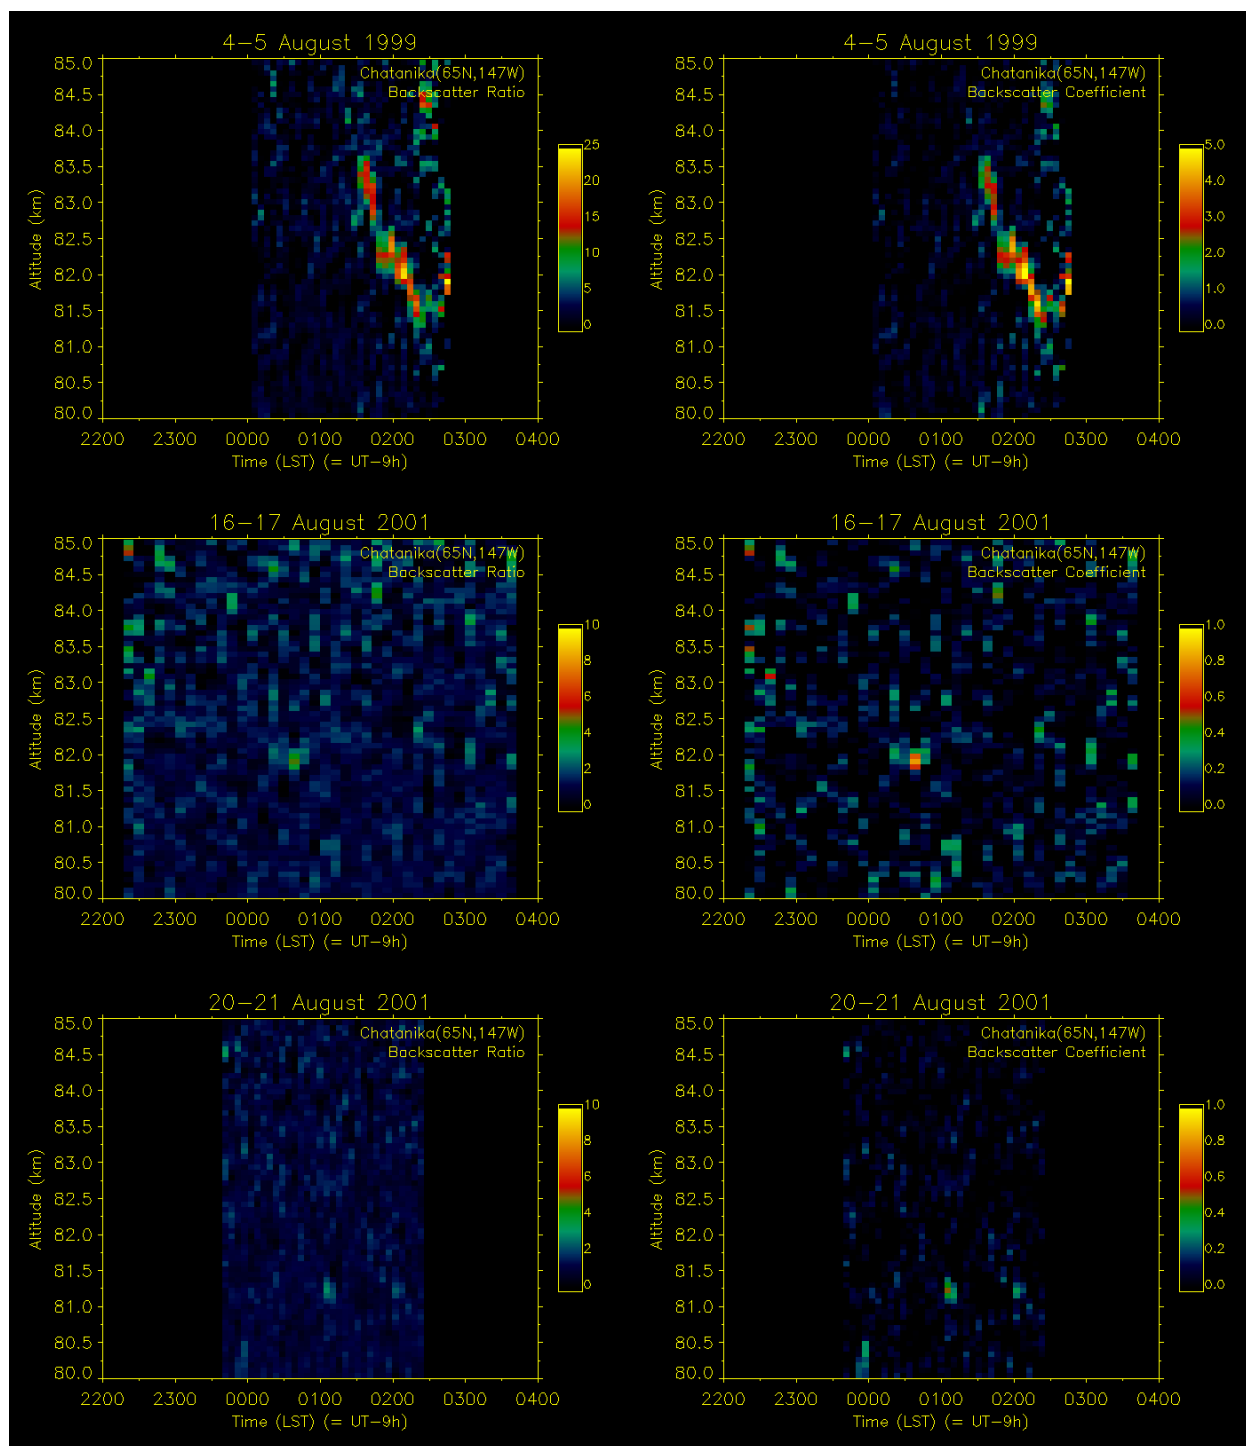 4-5 August 1999
Chatanika(65N,147W)
Backscatter Ratio
Altitude (km)
85.0
84.5
84.0
83.5
83.0
82.5
82.0
81.5
81.0
80.5
80.0
2200 2300 0000 0100 0200 0300 0400
Time (LST) (= UT-9h)
25
20
15
10
5
0
4-5 August 1999
Chatanika(65N,147W)
Backscatter Coefficient
Altitude (km)
85.0
84.5
84.0
83.5
83.0
82.5
82.0
81.5
81.0
80.5
80.0
2200 2300 0000 0100 0200 0300 0400
Time (LST) (= UT-9h)
5.0
4.0
3.0
2.0
1.0
0.0
16-17 August 2001
Chatanika(65N,147W)
Backscatter Ratio
Altitude (km)
85.0
84.5
84.0
83.5
83.0
82.5
82.0
81.5
81.0
80.5
80.0
2200 2300 0000 0100 0200 0300 0400
Time (LST) (= UT-9h)
10
8
6
4
2
0
16-17 August 2001
Chatanika(65N,147W)
Backscatter Coefficient
Altitude (km)
85.0
84.5
84.0
83.5
83.0
82.5
82.0
81.5
81.0
80.5
80.0
2200 2300 0000 0100 0200 0300 0400
Time (LST) (= UT-9h)
1.0
0.8
0.6
0.4
0.2
0.0
20-21 August 2001
Chatanika(65N,147W)
Backscatter Ratio
Altitude (km)
85.0
84.5
84.0
83.5
83.0
82.5
82.0
81.5
81.0
80.5
80.0
2200 2300 0000 0100 0200 0300 0400
Time (LST) (= UT-9h)
10
8
6
4
2
0
20-21 August 2001
Chatanika(65N,147W)
Backscatter Coefficient
Altitude (km)
85.0
84.5
84.0
83.5
83.0
82.5
82.0
81.5
81.0
80.5
80.0
2200 2300 0000 0100 0200 0300 0400
Time (LST) (= UT-9h)
1.0
0.8
0.6
0.4
0.2
0.0